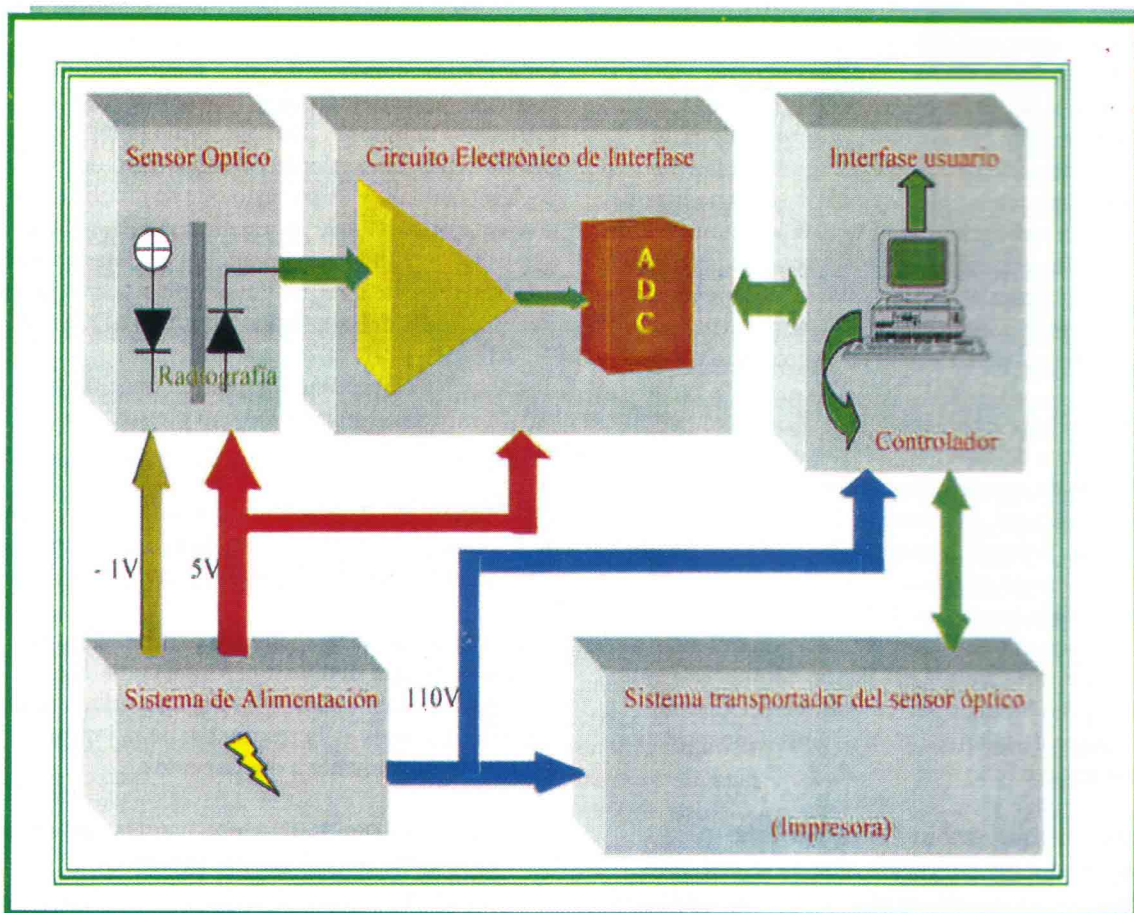 Sensor Optico
Circuito Electrónico de Interfase
Interfase usuario
A
D
C
Radiografía
Controlador
- 1V
5V
Sistema de Alimentación
110V
Sistema transportador del sensor óptico
(Impresora)